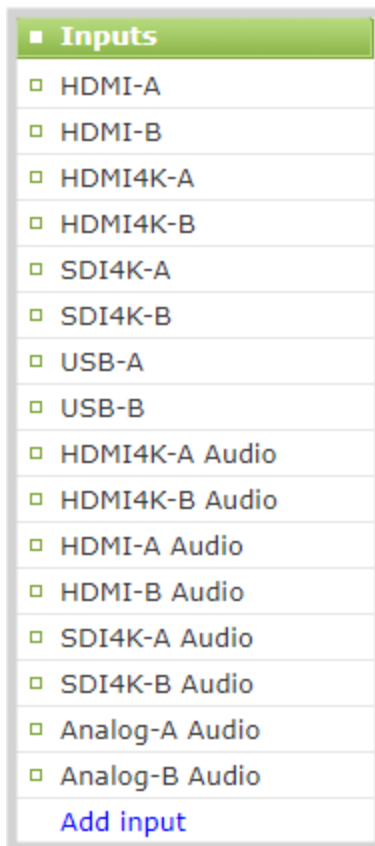 Inputs
HDMI-A
HDMI-B
HDMI4K-A
HDMI4K-B
SDI4K-A
SDI4K-B
USB-A
USB-B
HDMI4K-A Audio
HDMI4K-B Audio
HDMI-A Audio
HDMI-B Audio
SDI4K-A Audio
SDI4K-B Audio
Analog-A Audio
Analog-B Audio
Add input